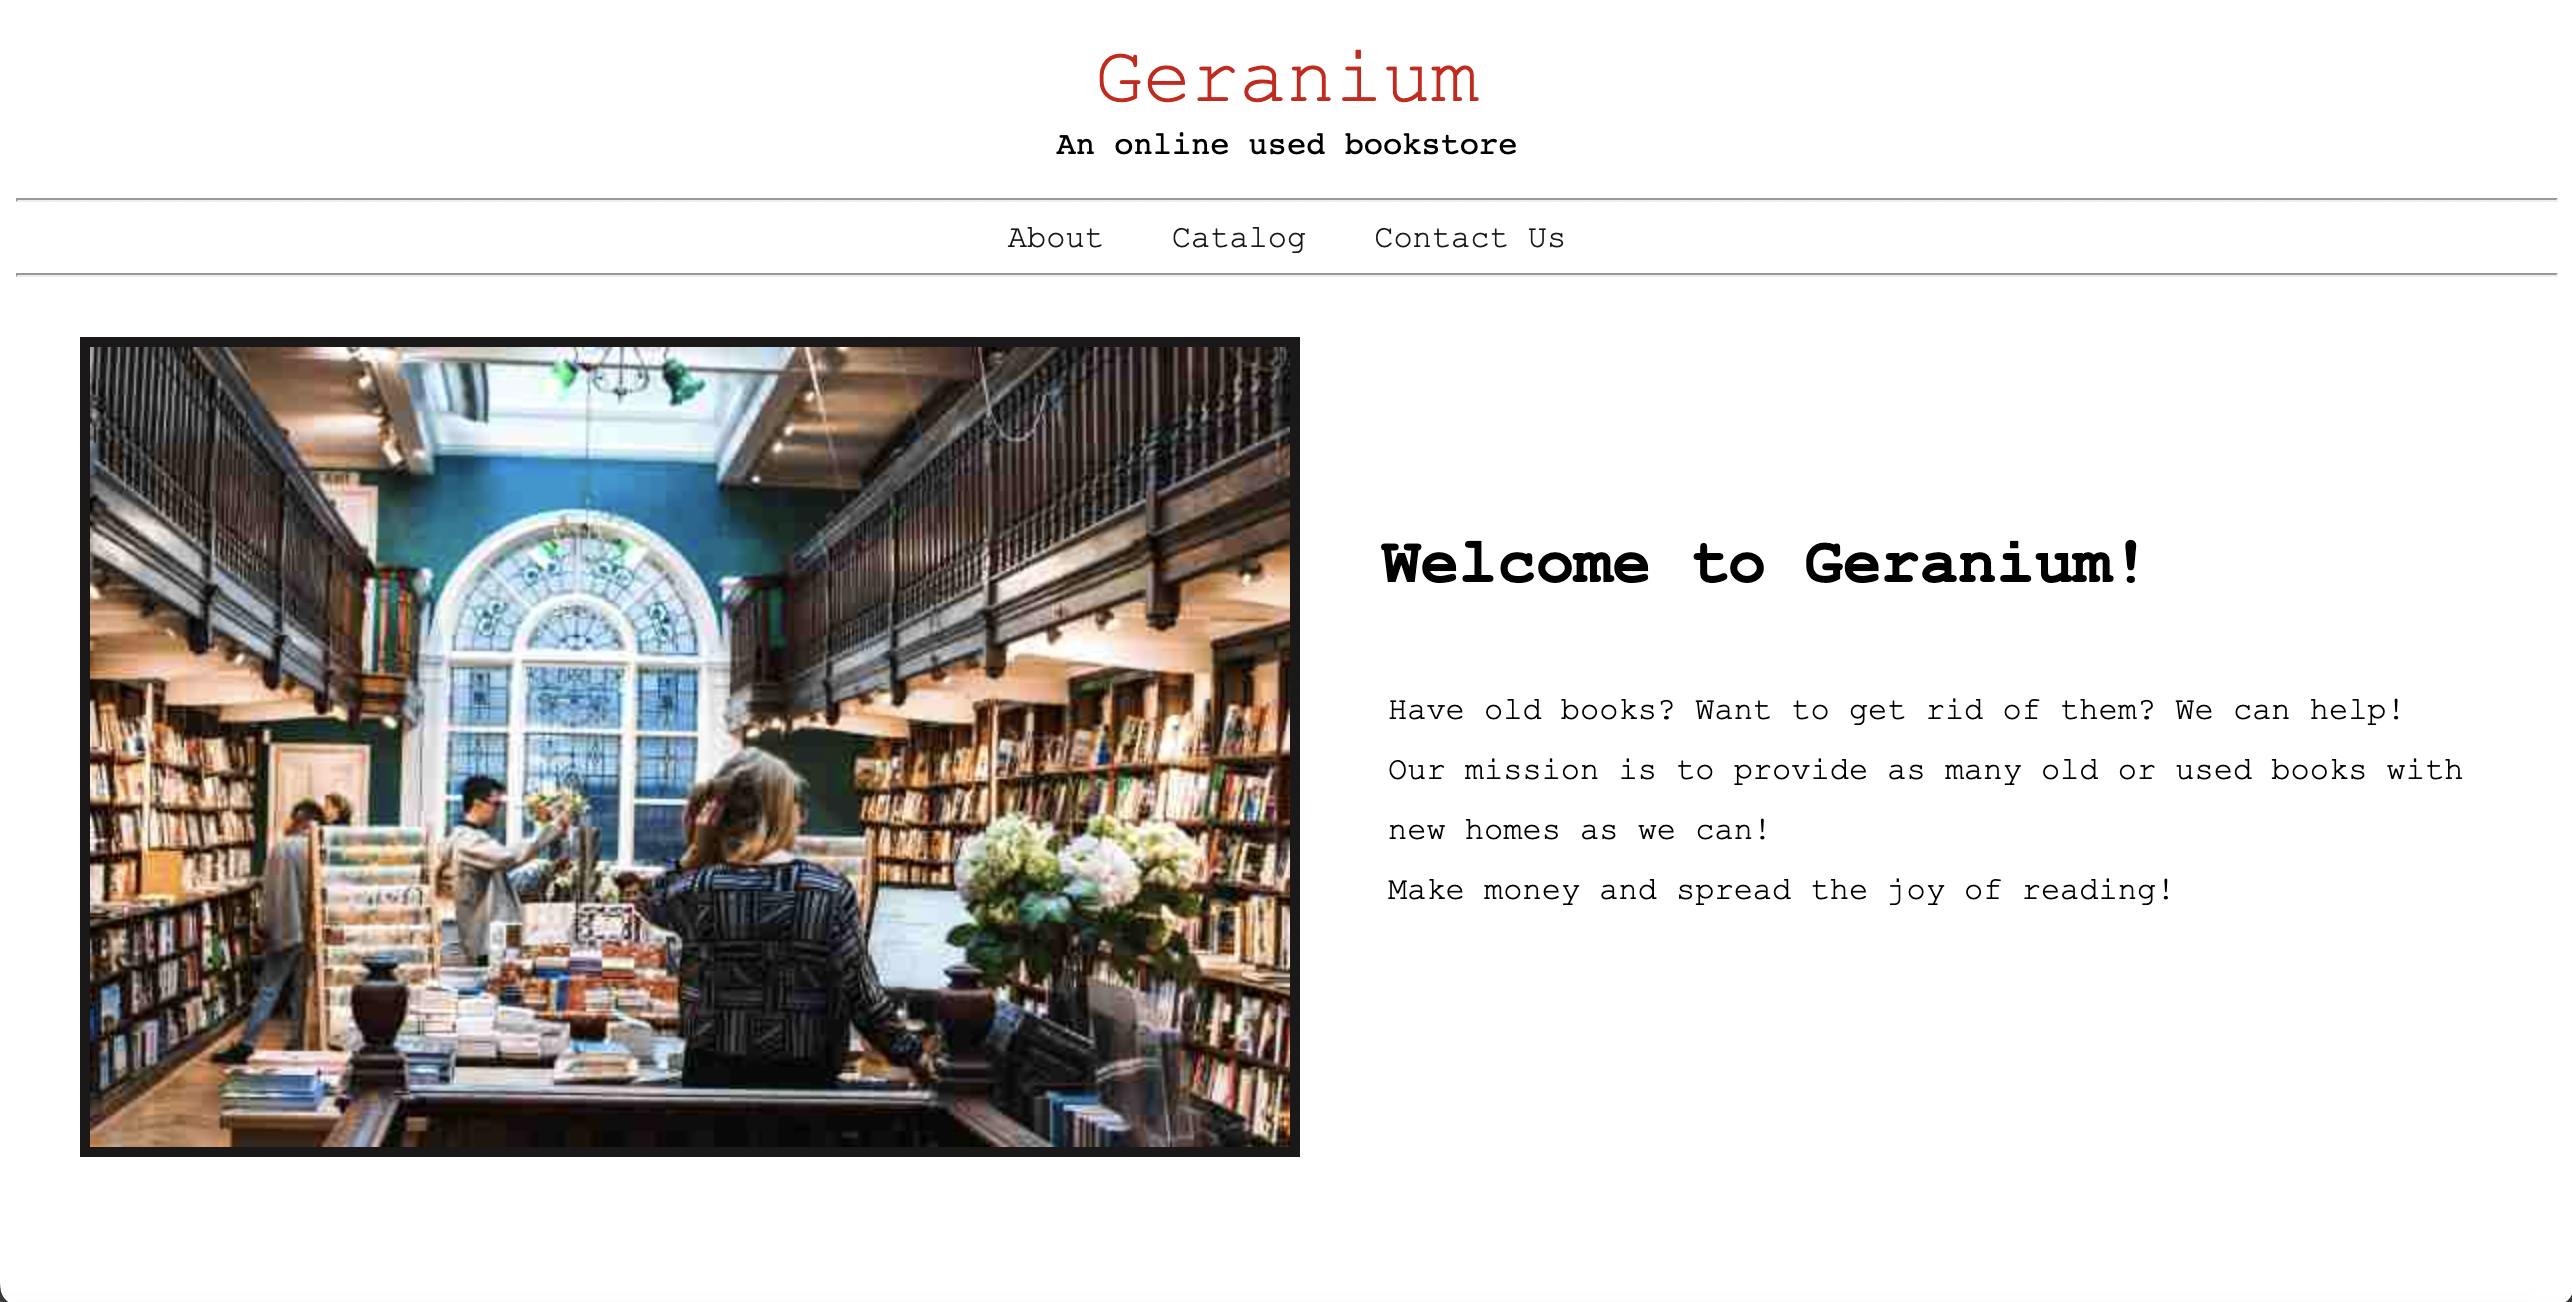 Geranium
An online used bookstore
About Catalog Contact Us
Welcome to Geranium!
Have old books? Want to get rid of them? We can help!
Our mission is to provide as many old or used books with
new homes as we can!
Make money and spread the joy of reading!